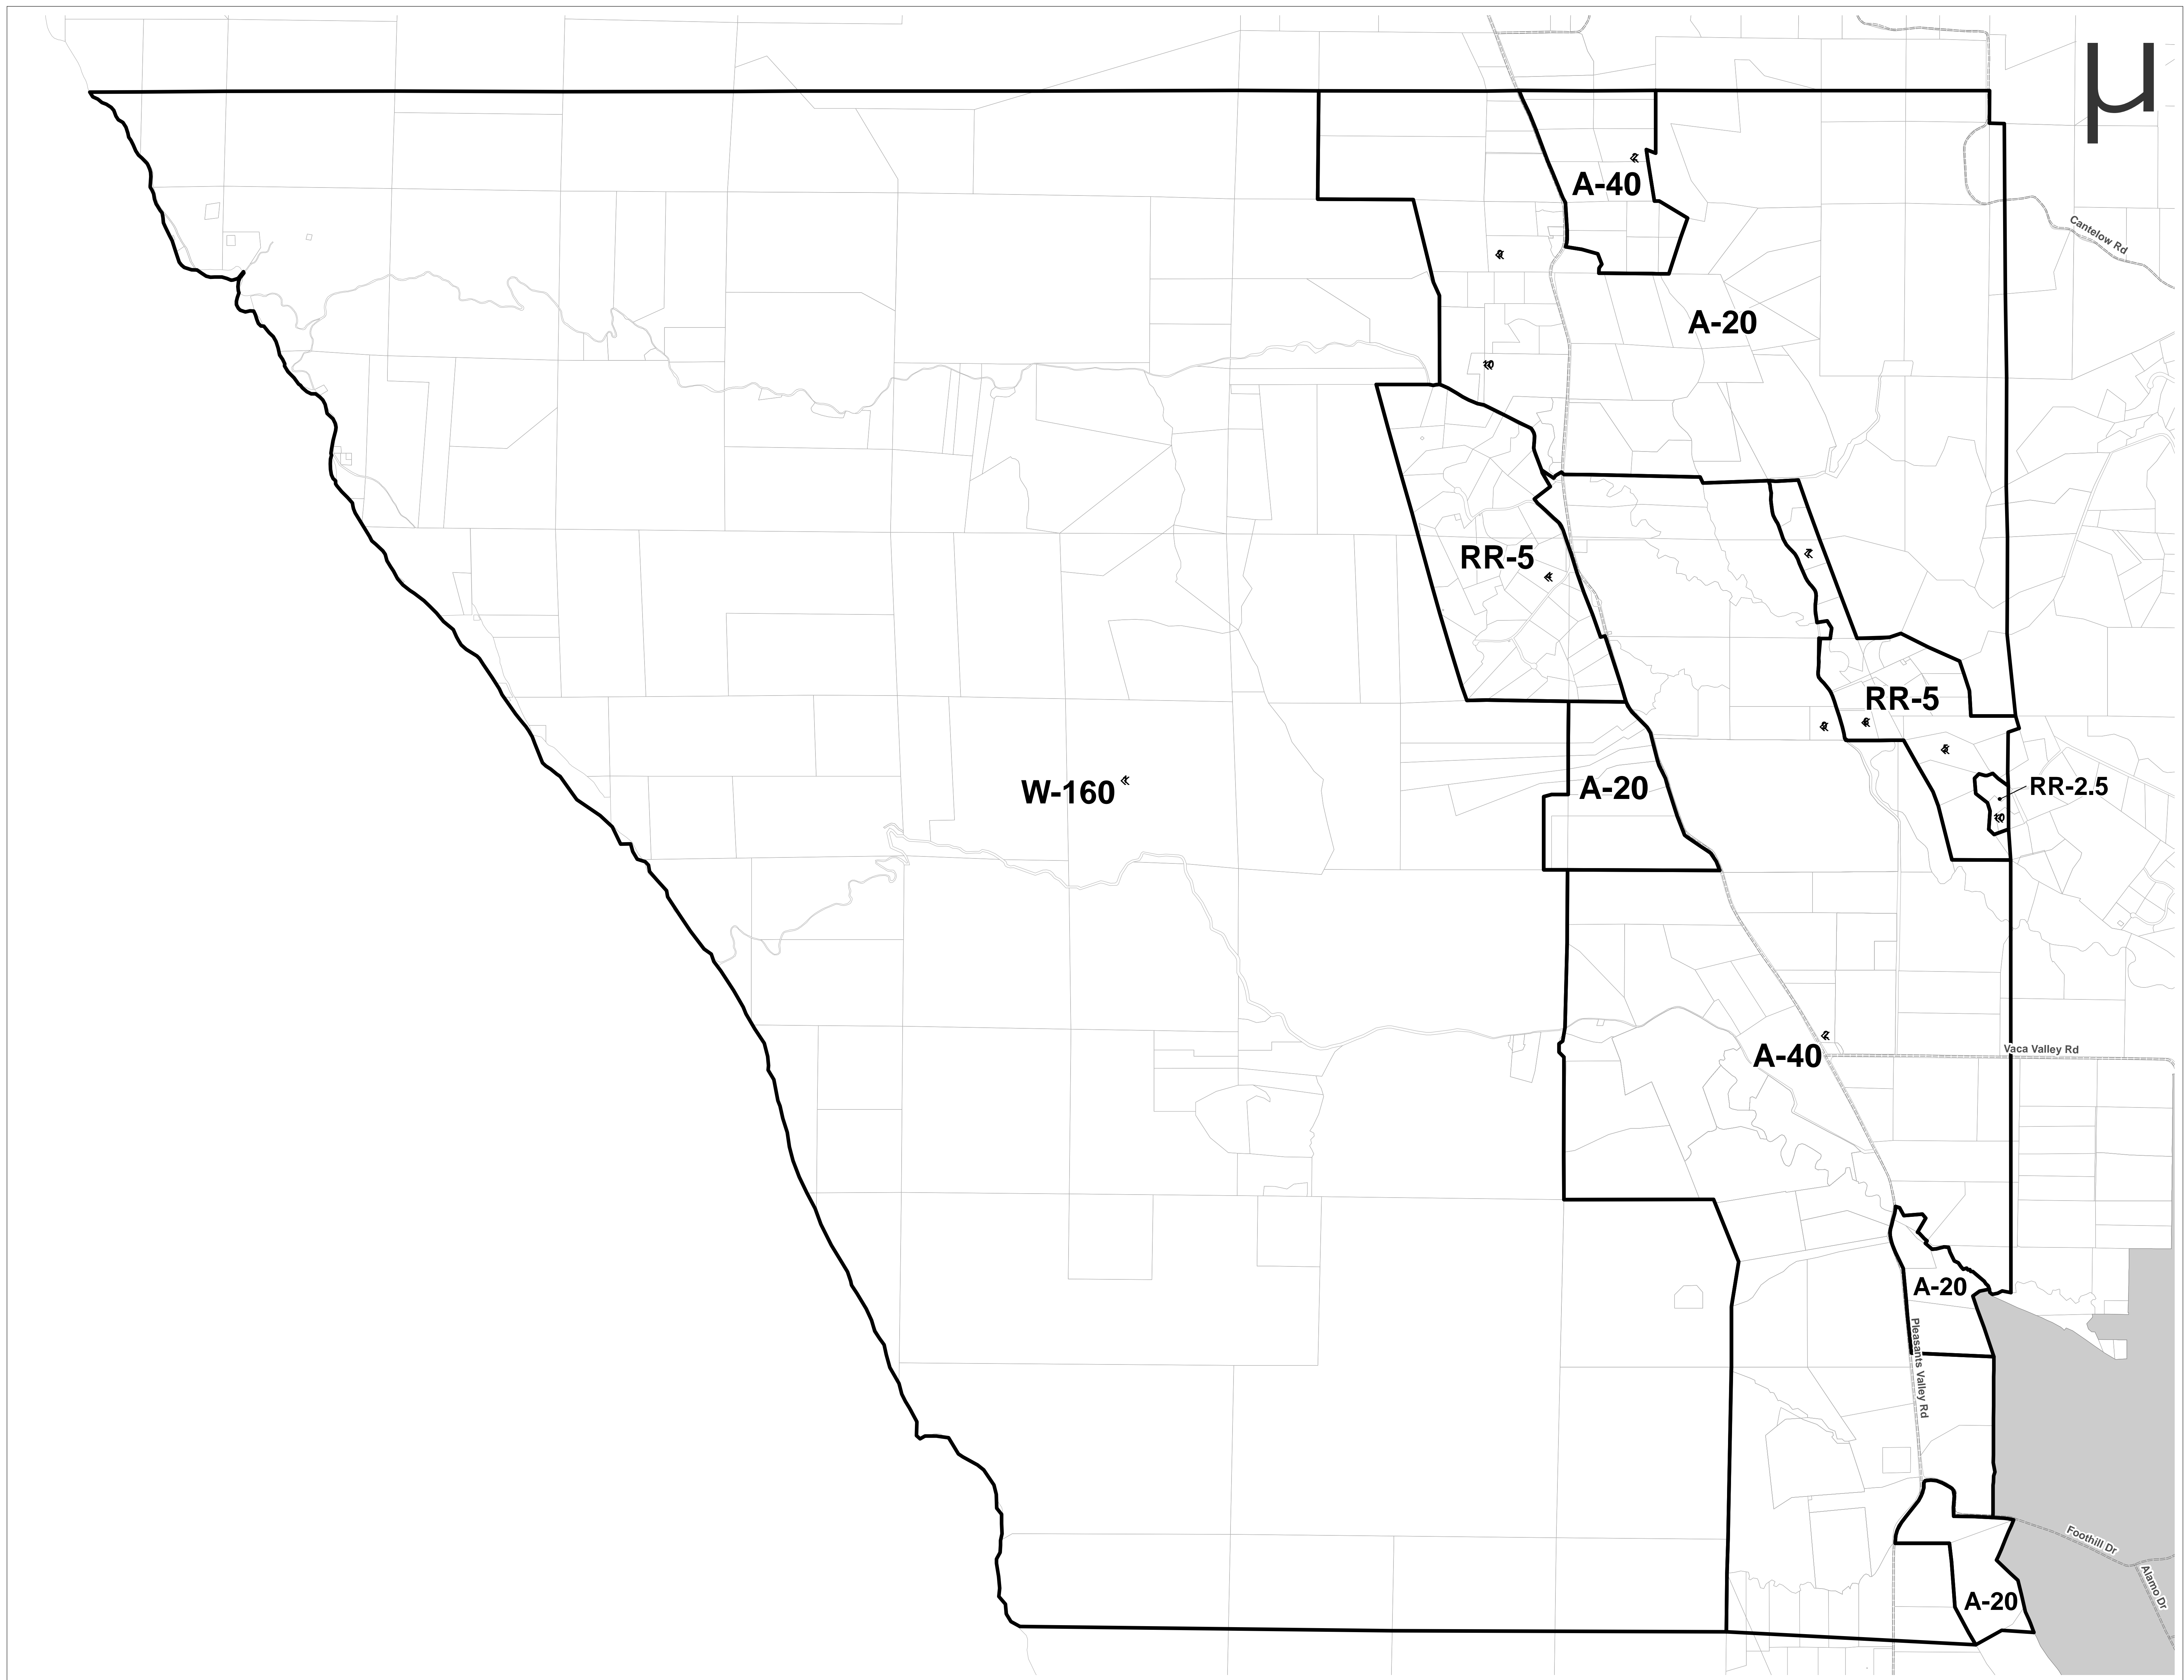 µ
A-40
Cantelow Rd
A-20
RR-5
RR-5
RR-2.5
W-160
A-20
Vaca Valley Rd
A-40
A-20
Pleasants Valley Rd
Foothill Dr
A-20
Alamo Dr